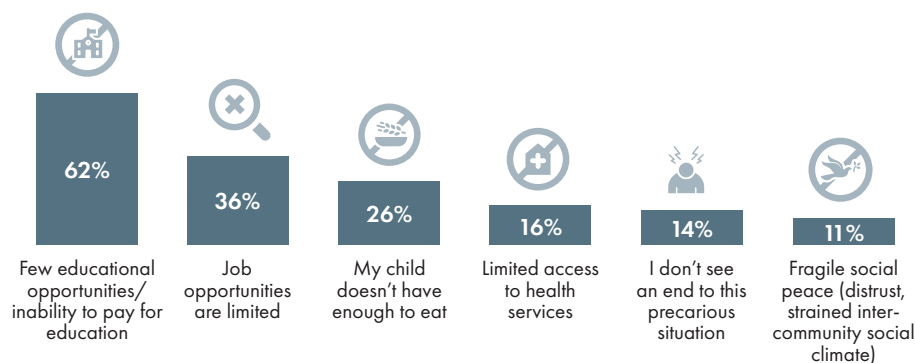 62%
36%
26%
16%
14%
11%
Few educational
opportunities/
inability to pay for
education
Job
opportunities
are limited
My child
doesn't have
enough to eat
Limited access
to health
services
I don't see
an end to this
precarious
situation
Fragile social
peace (distrust,
strained inter-
community social
climate)